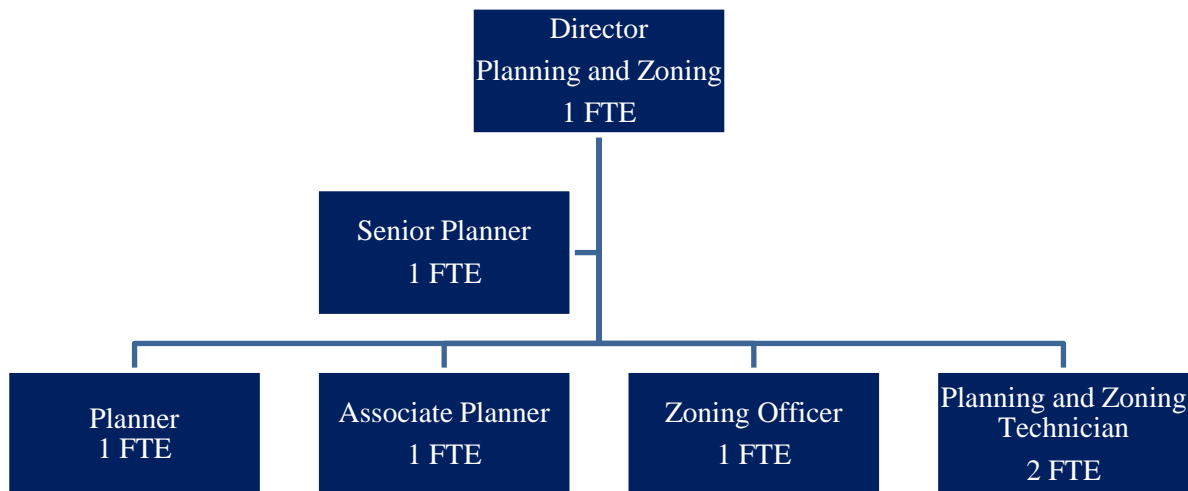 Director
Planning and Zoning
1 FTE
Senior Planner
1 FTE
Planner
1 FTE
Associate Planner
1 FTE
Zoning Officer
1 FTE
Planning and Zoning
Technician
2 FTE